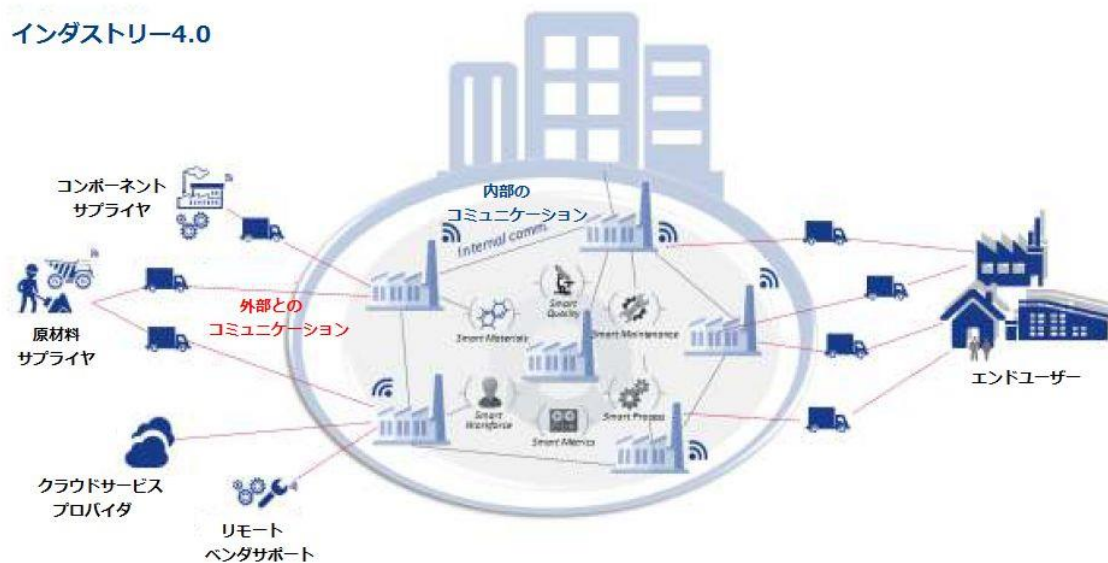 インダストリー4.0
内部の
コミュニケーション
Internal comm.
コンポーネント
サプライヤ
外部との
コミュニケーション
原材料
サプライヤ
Smart
Quality
Smart Materials
Smart Maintenance
Smart
Workforce
Smart Metrics
Smart Process
エンドユーザー
クラウドサービス
プロバイダ
リモート
ベンダサポート